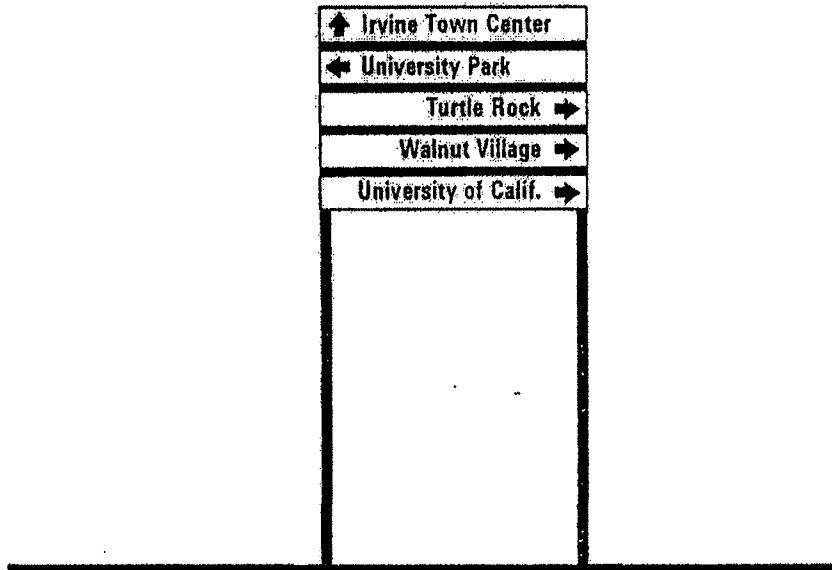 Irvine Town Center
University Park
Turtle Rock
Walnut Village
University of Calif.